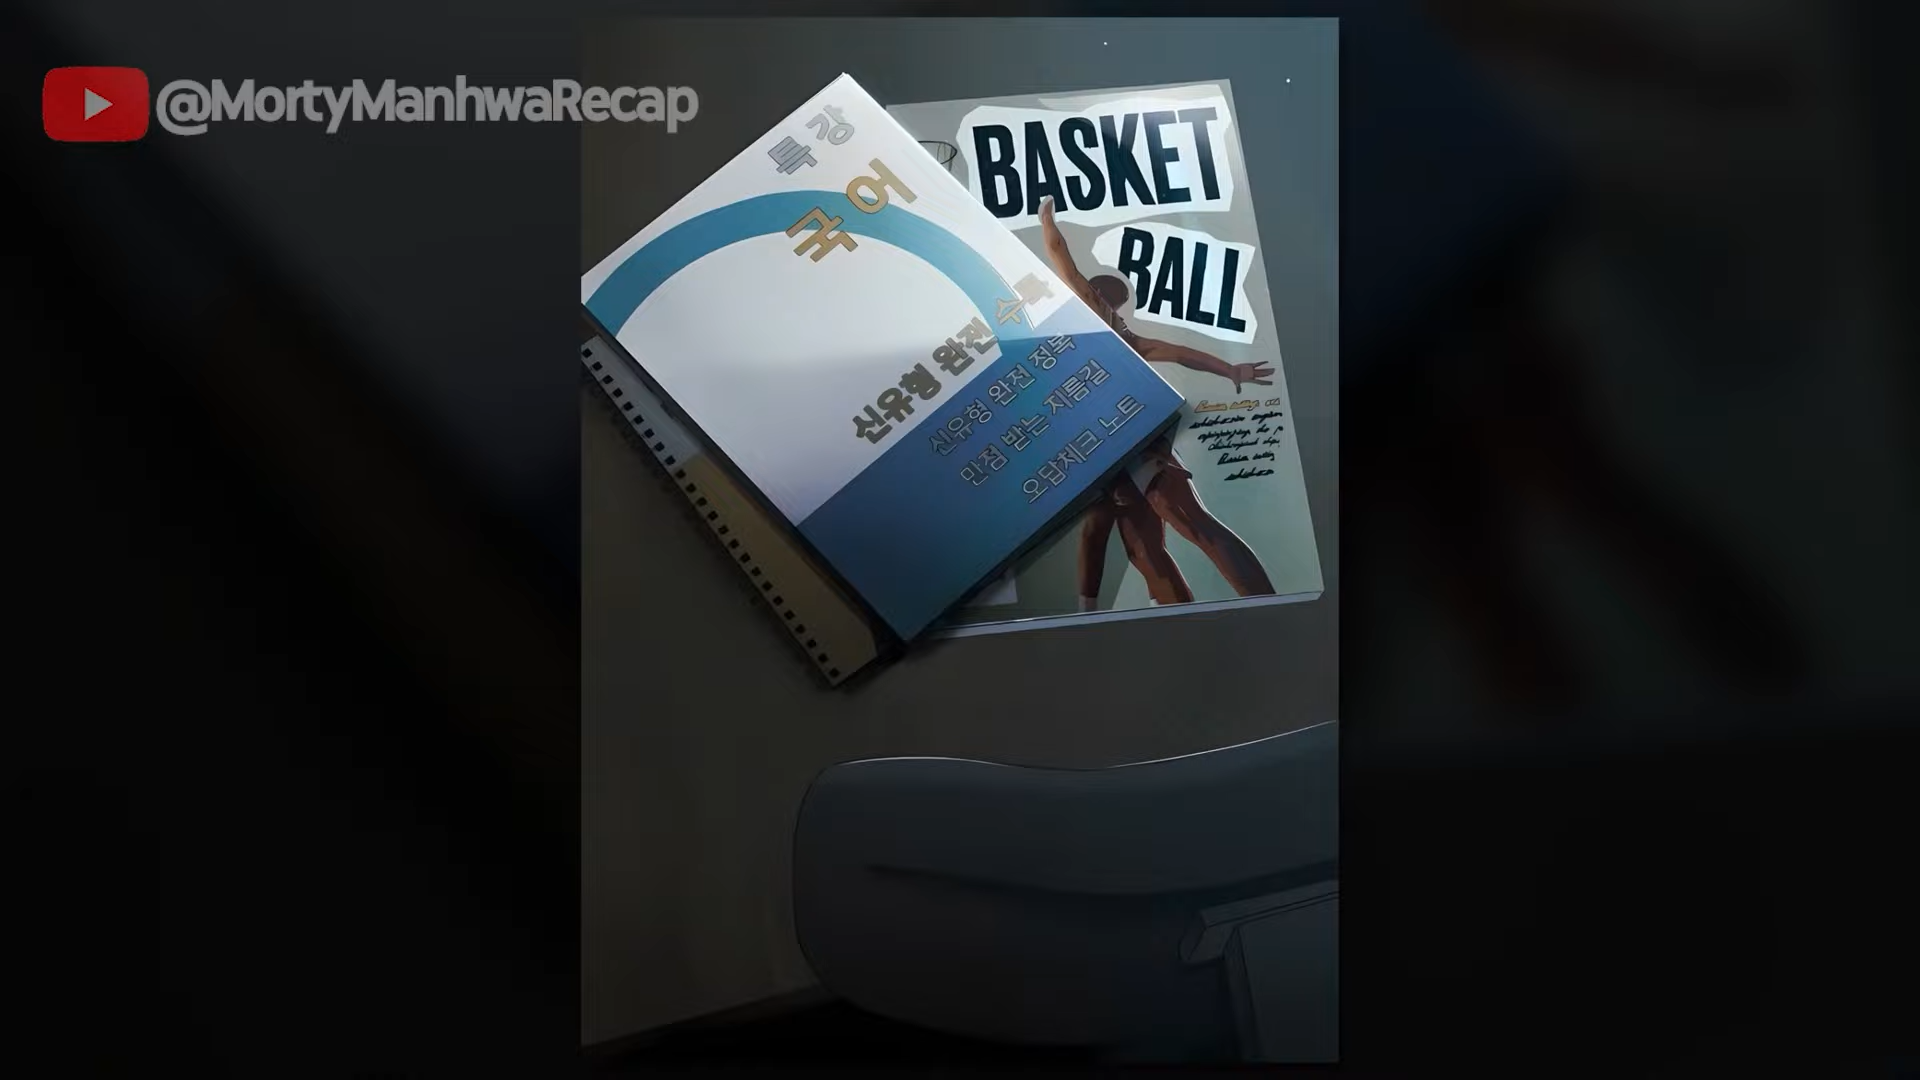 @MortyManhwaRecap
특강
국어
신유형 완전 수록
신유형 완전 정복
만점 받는 지름길
오답체크 노트
BASKET
BALL